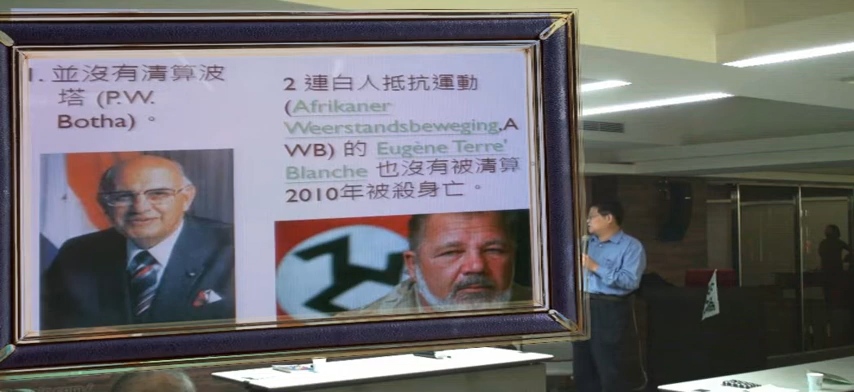 1. 並沒有清算波
塔 (P.W.
Botha) 。
2 連白人抵抗運動
(Afrikaner
Weerstandsbeweging,A
WB) 的 Eugène Terre'
Blanche 也沒有被清算
2010年被殺身亡。